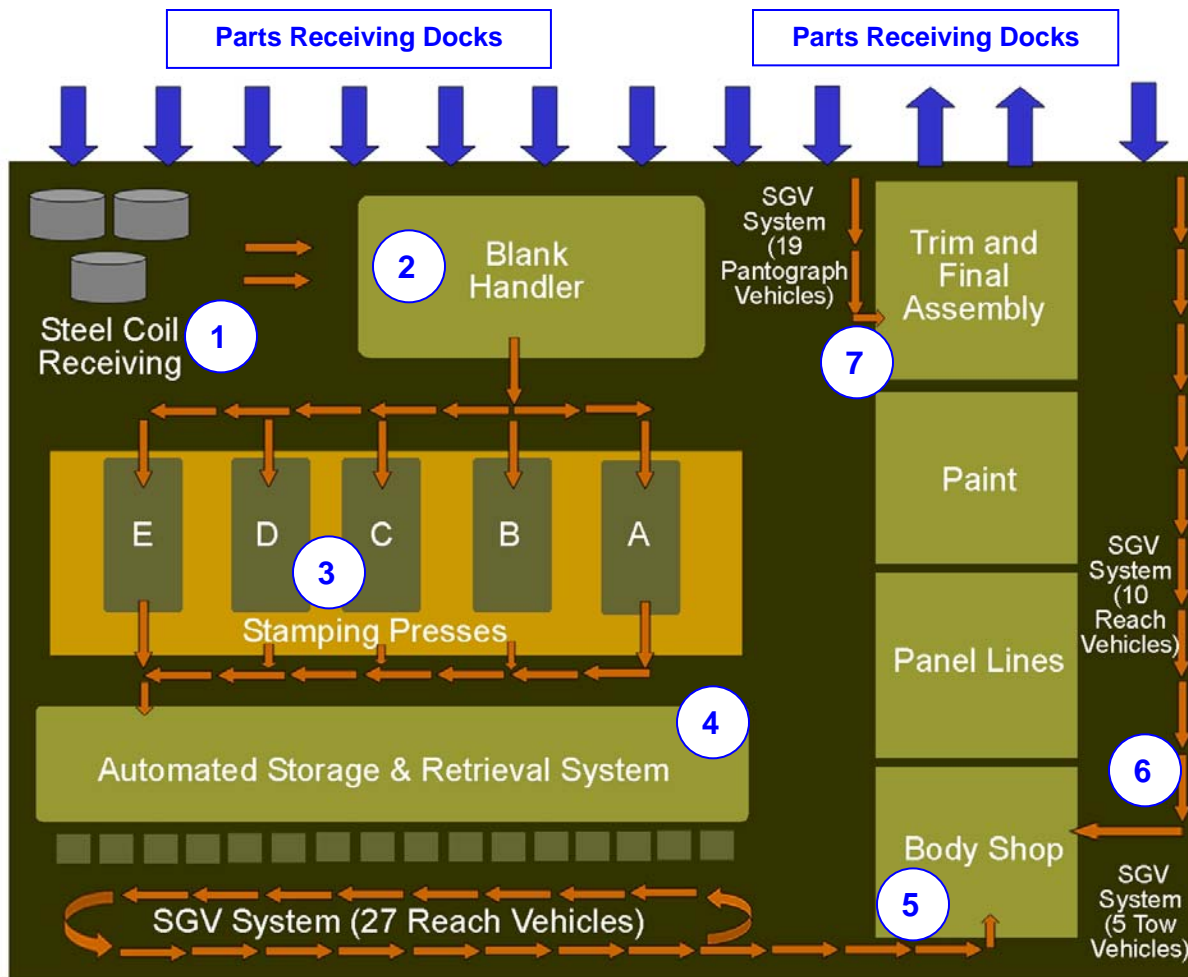 Parts Receiving Docks
Parts Receiving Docks
SGV
System
(19
Pantograph
Vehicles)
Trim and
Final
Assembly
2
Blank
Handler
1
Steel Coil
Receiving
7
Paint
E
D
C
B
A
3
Stamping Presses
SGV
System
(10
Reach
Vehicles)
Panel Lines
4
Automated Storage & Retrieval System
6
Body Shop
5
SGV System (27 Reach Vehicles)
SGV
System
(5 Tow
Vehicles)